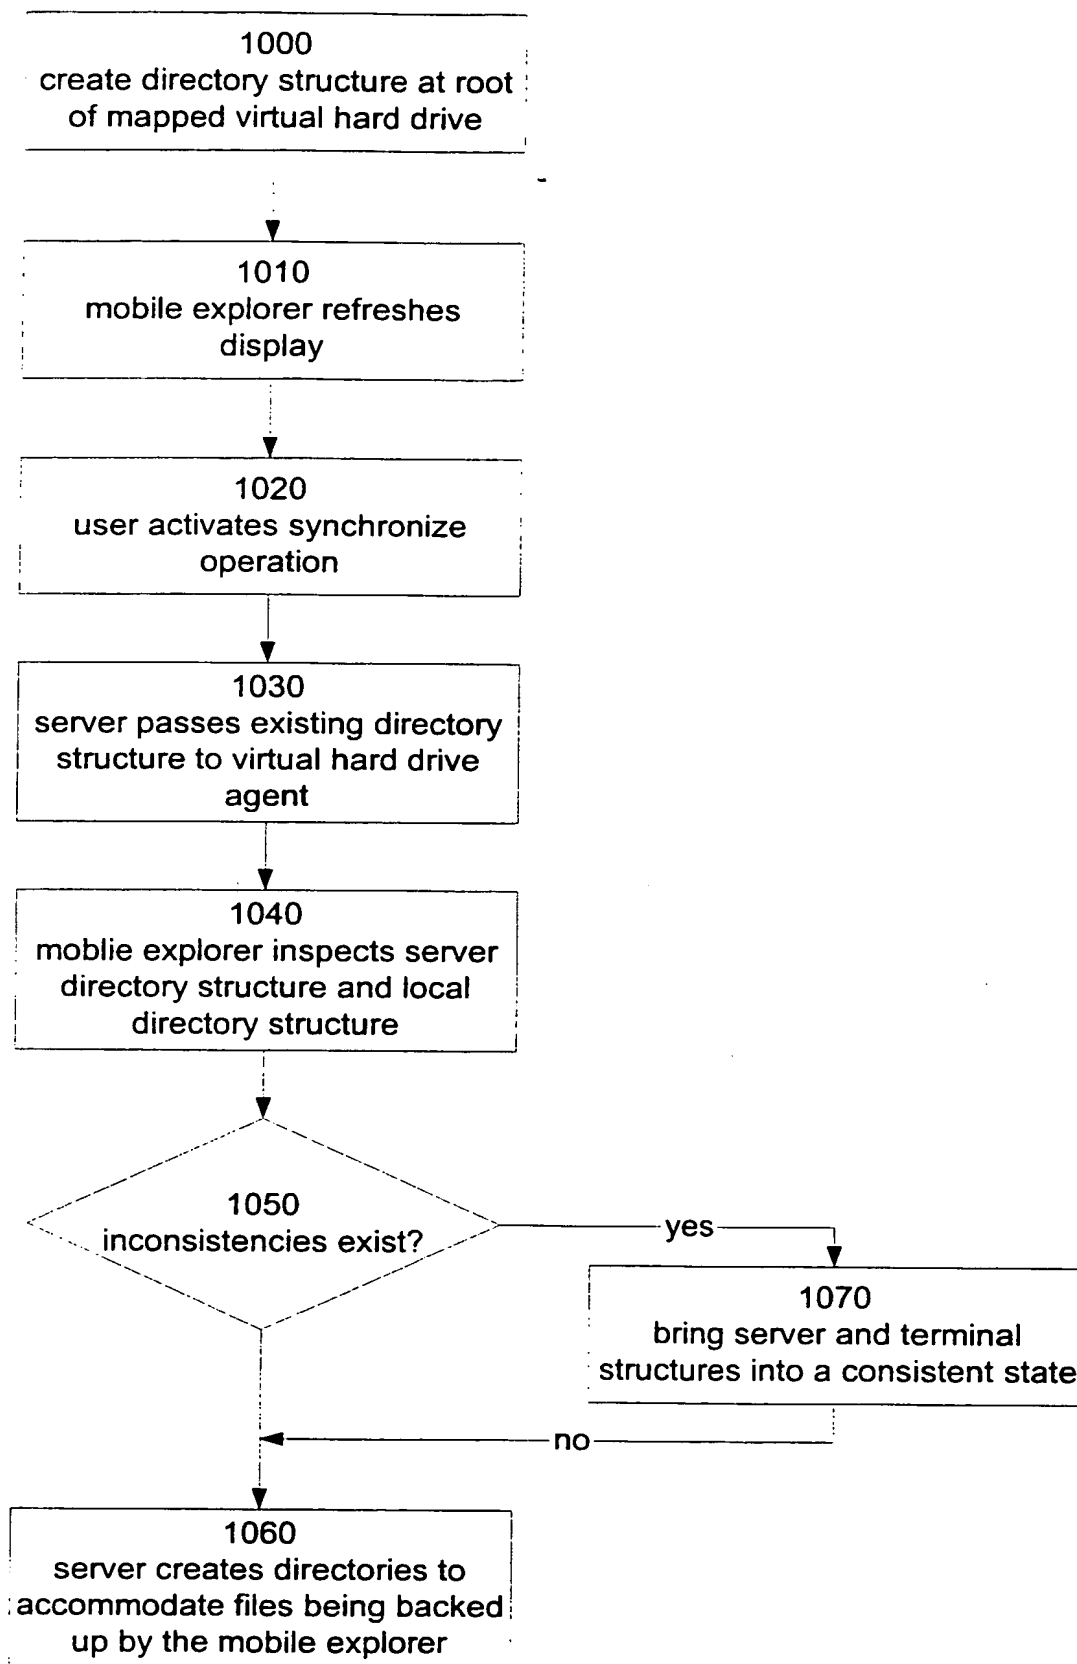 1000
create directory structure at root
of mapped virtual hard drive
1010
mobile explorer refreshes
display
1020
user activates synchronize
operation
1030
server passes existing directory
structure to virtual hard drive
agent
1040
moblie explorer inspects server
directory structure and local
directory structure
1050
inconsistencies exist?
yes
1070
bring server and terminal
structures into a consistent state
no
1060
server creates directories to
accommodate files being backed
up by the mobile explorer